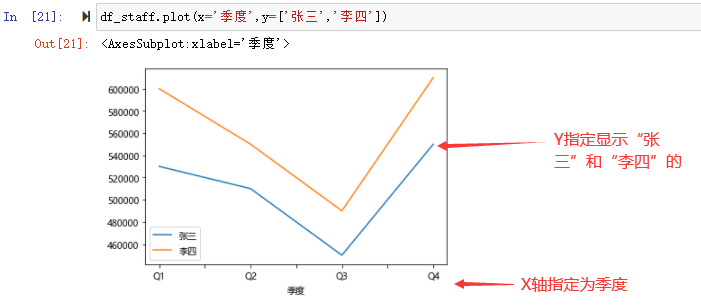 In [21]: df_staff.plot(x='季度',y=['张三','李四'])
Out[21]: <AxesSubplot:xlabel='季度'>
600000
580000
560000
540000
520000
500000
480000
460000
张三
李四
Q1 Q2 Q3 Q4
季度
Y指定显示“张
三”和“李四”的
X轴指定为季度